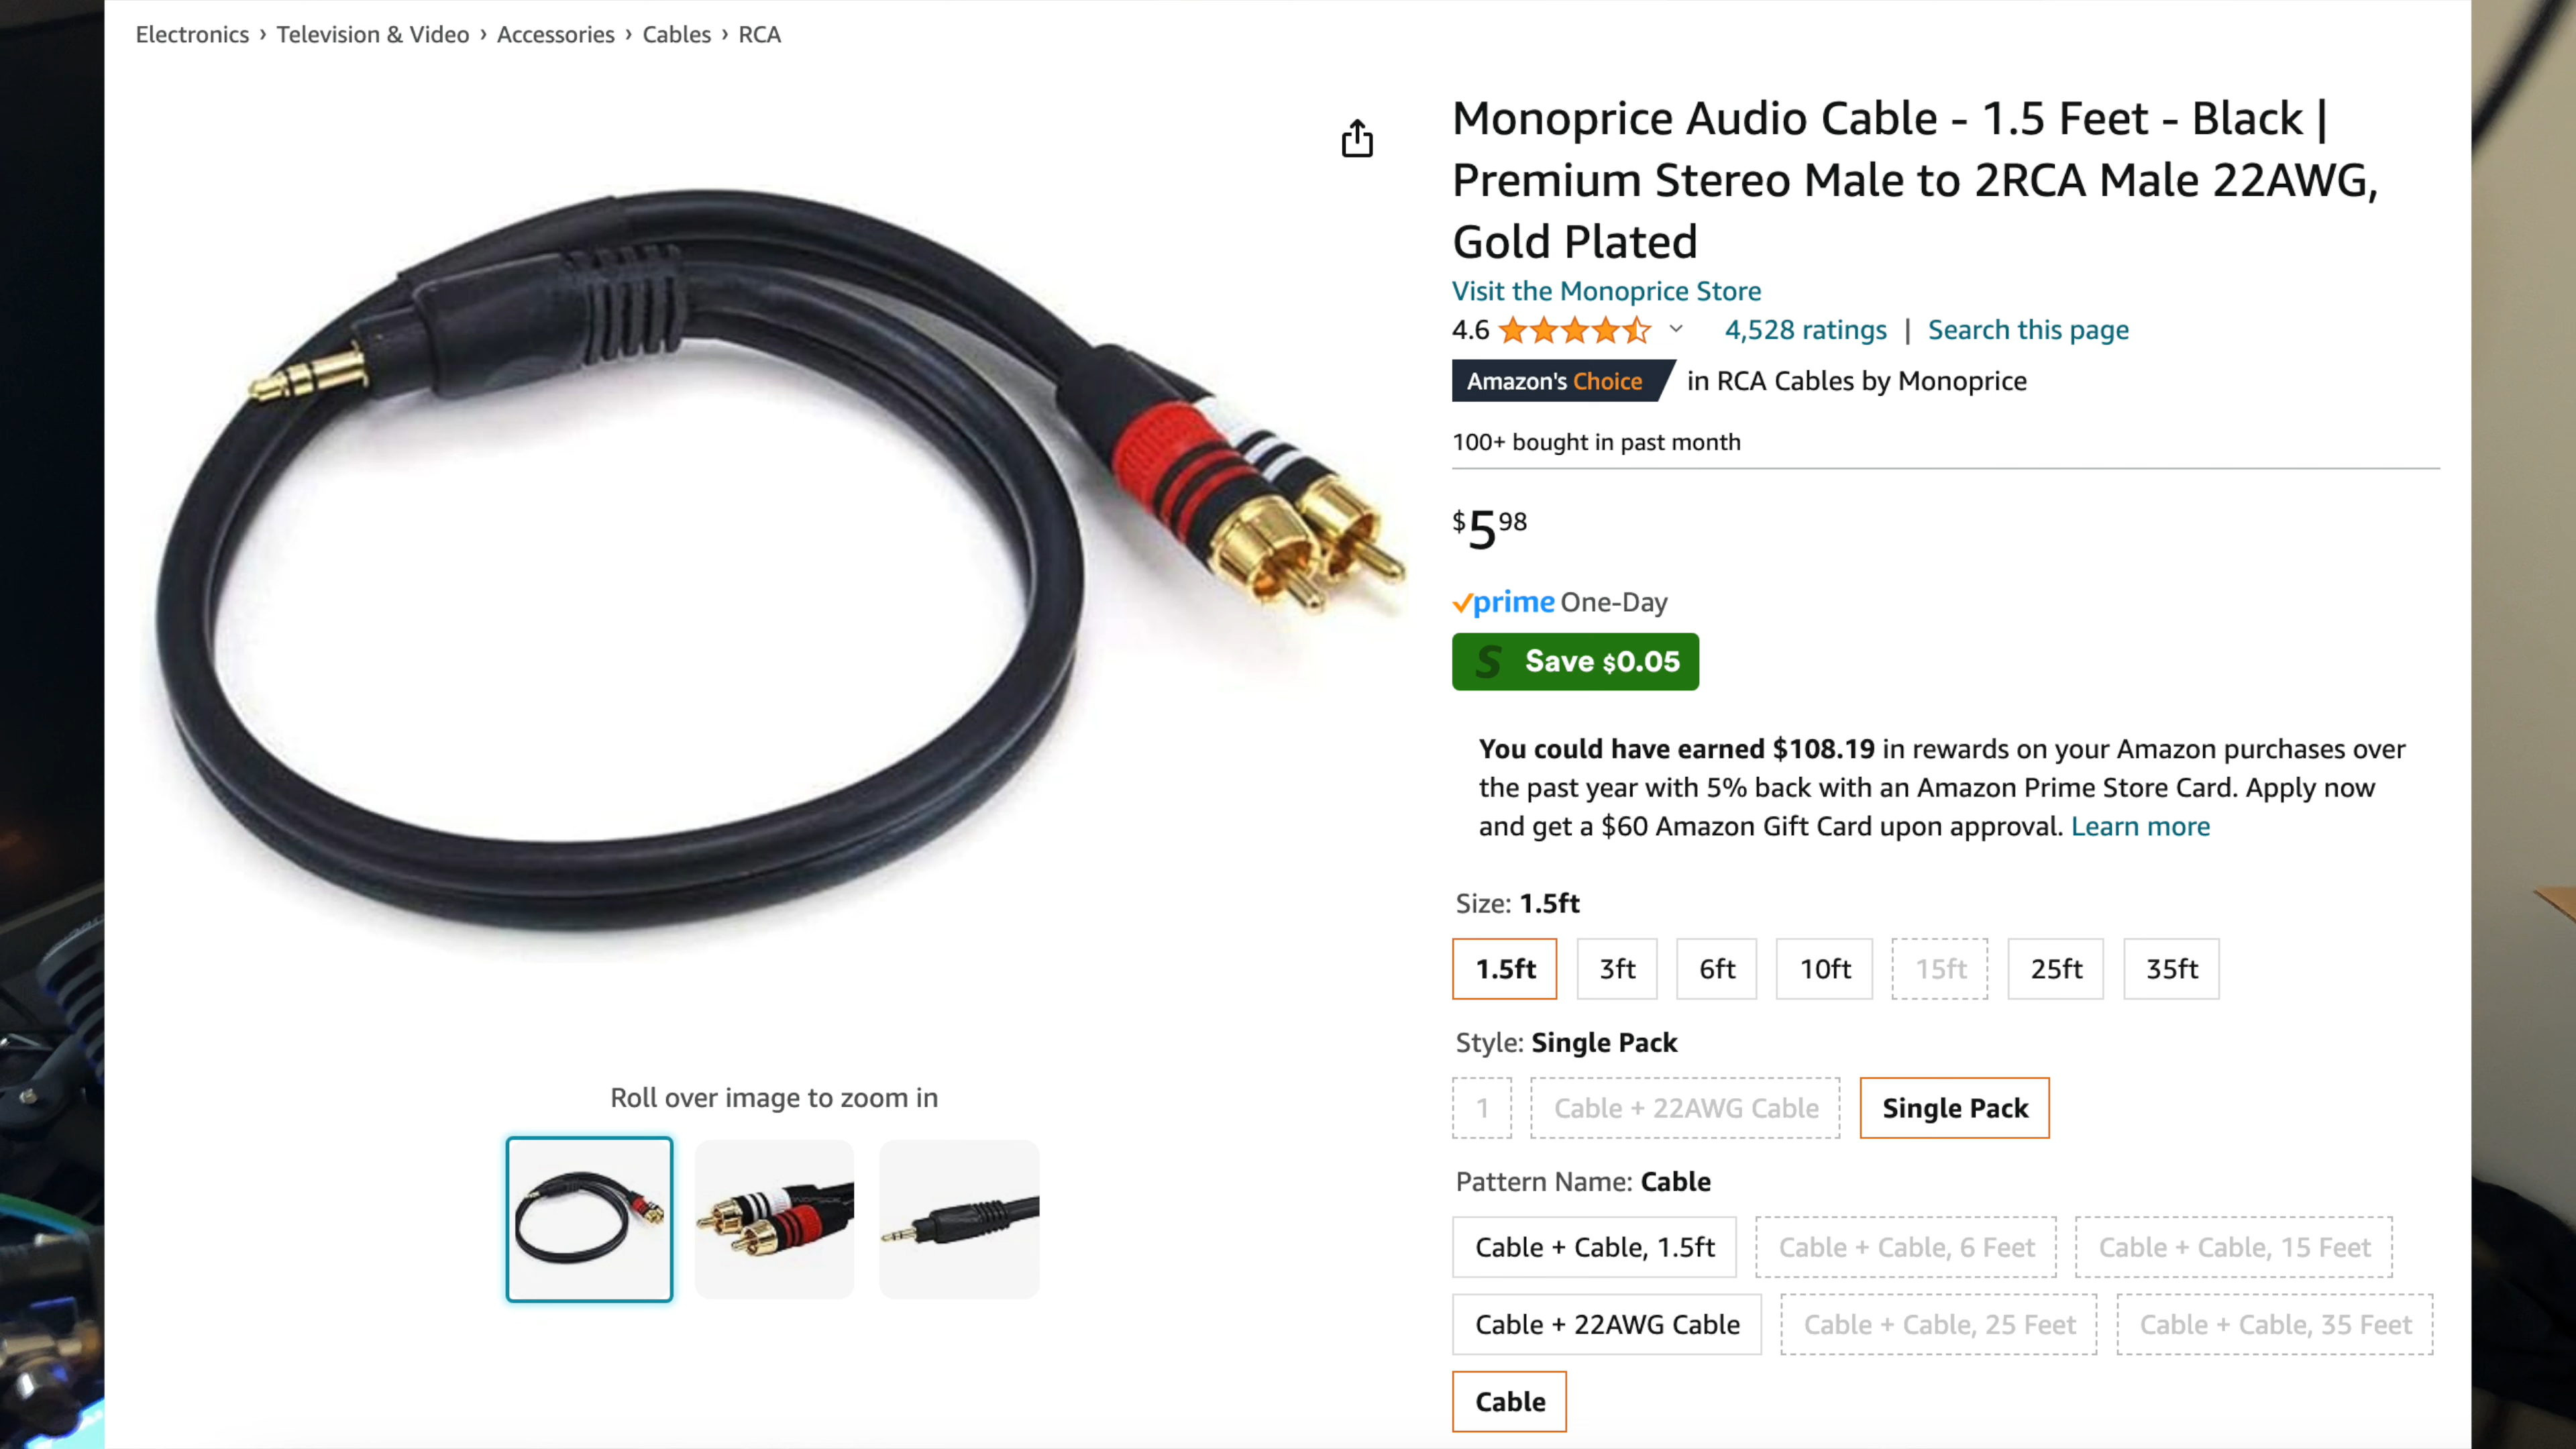 Electronics › Television & Video › Accessories › Cables › RCA
Monoprice Audio Cable - 1.5 Feet - Black |
Premium Stereo Male to 2RCA Male 22AWG,
Gold Plated
Visit the Monoprice Store
4.6 4,528 ratings | Search this page
Amazon's Choice in RCA Cables by Monoprice
100+ bought in past month
$5 98
prime One-Day
S Save $0.05
You could have earned $108.19 in rewards on your Amazon purchases over
the past year with 5% back with an Amazon Prime Store Card. Apply now
and get a $60 Amazon Gift Card upon approval. Learn more
Size: 1.5ft
1.5ft 3ft 6ft 10ft 15ft 25ft 35ft
Style: Single Pack
1 Cable + 22AWG Cable Single Pack
Pattern Name: Cable
Cable + Cable, 1.5ft Cable + Cable, 6 Feet Cable + Cable, 15 Feet
Cable + 22AWG Cable Cable + Cable, 25 Feet Cable + Cable, 35 Feet
Cable
Roll over image to zoom in